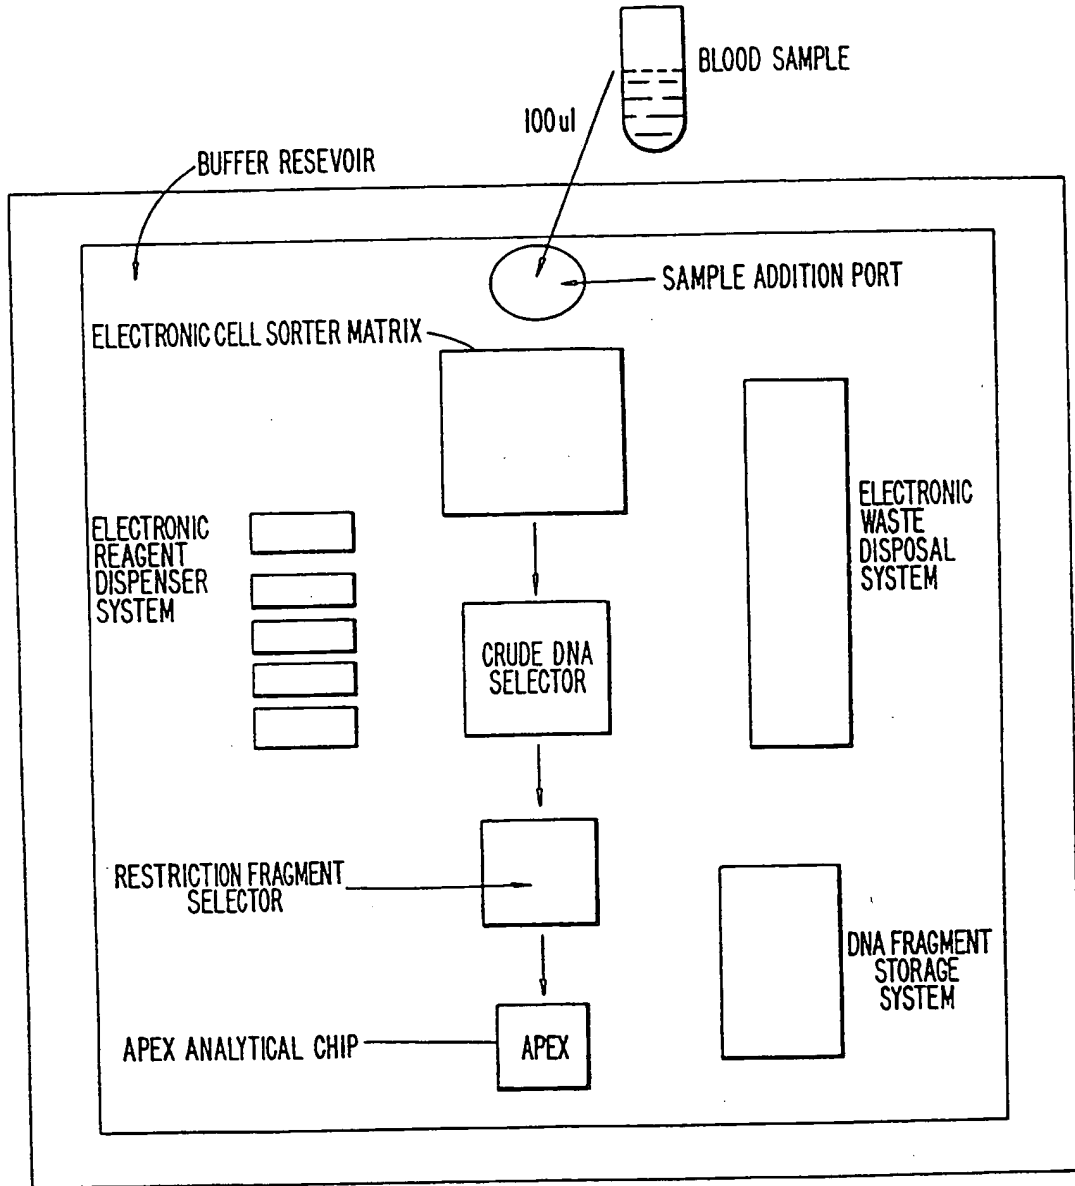 BLOOD SAMPLE
100ul
BUFFER RESEVOIR
SAMPLE ADDITION PORT
ELECTRONIC CELL SORTER MATRIX
ELECTRONIC
REAGENT
DISPENSER
SYSTEM
ELECTRONIC
WASTE
DISPOSAL
SYSTEM
CRUDE DNA
SELECTOR
RESTRICTION FRAGMENT
SELECTOR
DNA FRAGMENT
STORAGE
SYSTEM
APEX ANALYTICAL CHIP
APEX